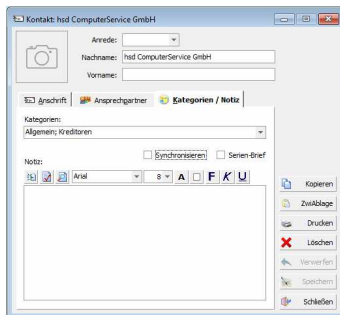 Kontakt: hsd ComputerService GmbH
Anrede:
Nachname: hsd ComputerService GmbH
Vorname:
Anschrift Ansprechpartner Kategorien / Notiz
Kategorien:
Allgemein; Kreditoren
Synchronisieren Serien-Brief
Notiz:
Arial 8 A F K U
Kopieren
ZwiAblage
Drucken
Löschen
Verwerfen
Speichern
Schließen